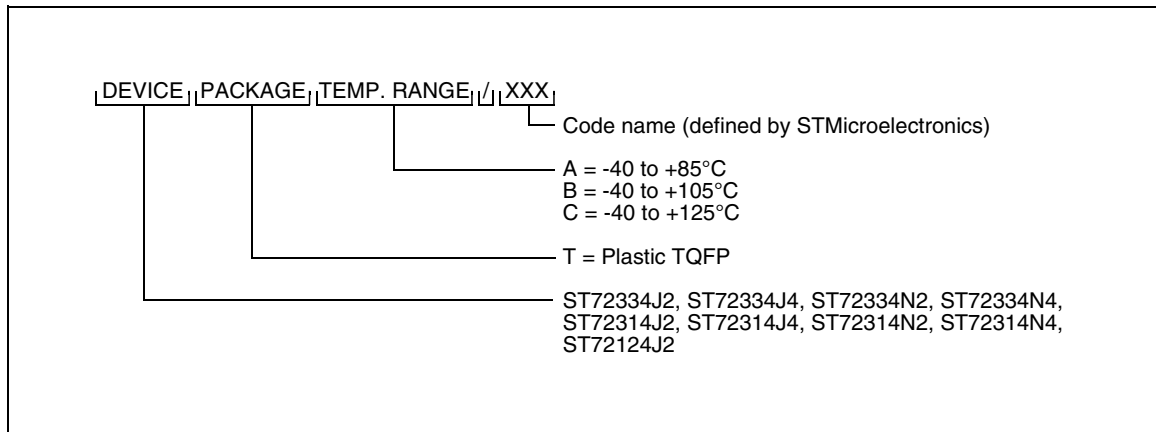 DEVICE PACKAGE TEMP. RANGE / XXX
Code name (defined by STMicroelectronics)
A = -40 to +85°C
B = -40 to +105°C
C = -40 to +125°C
T = Plastic TQFP
ST72334J2, ST72334J4, ST72334N2, ST72334N4,
ST72314J2, ST72314J4, ST72314N2, ST72314N4,
ST72124J2